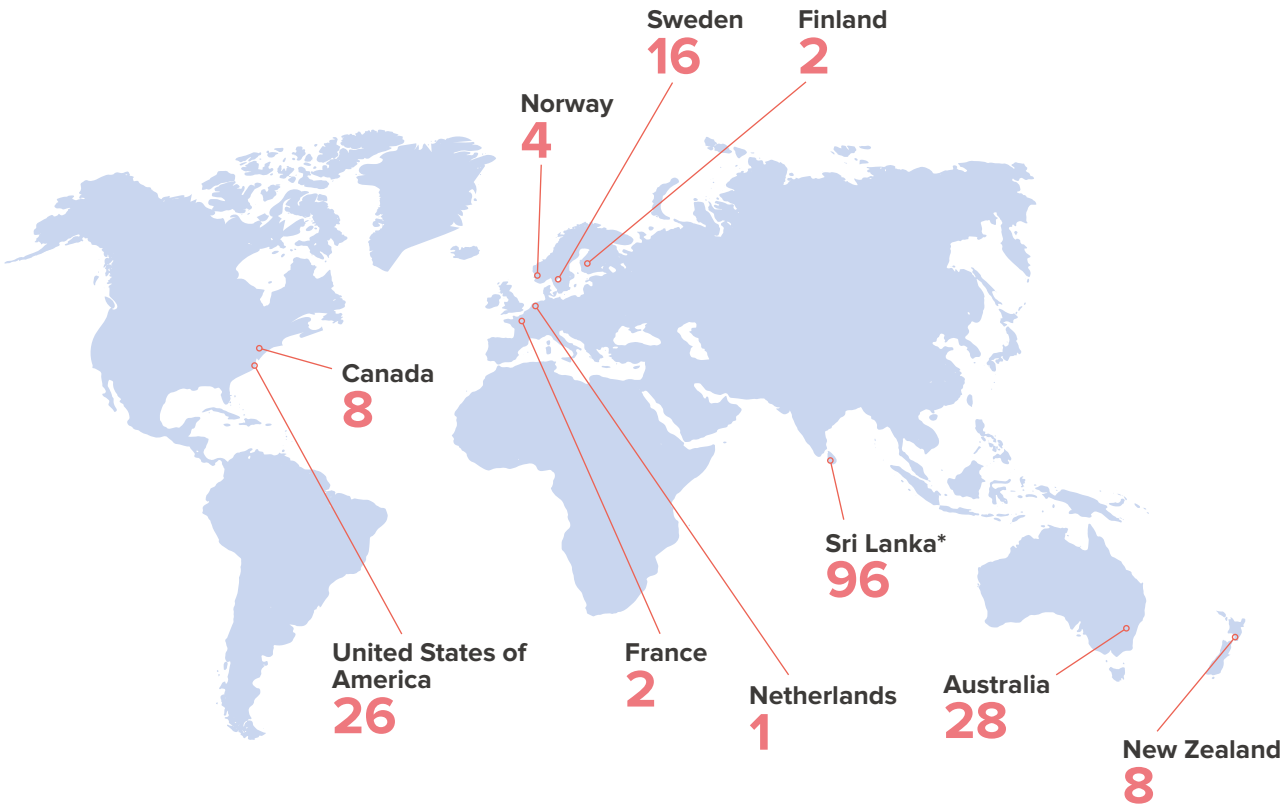 Sweden
16
Finland
2
Norway
4
Canada
8
Sri Lanka*
96
United States of
America
26
France
2
Netherlands
1
Australia
28
New Zealand
8